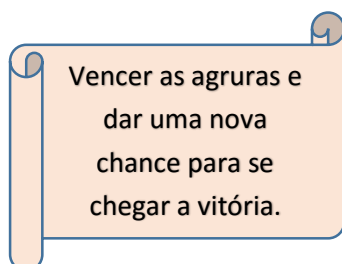 Vencer as agruras e
dar uma nova
chance para se
chegar a vitória.